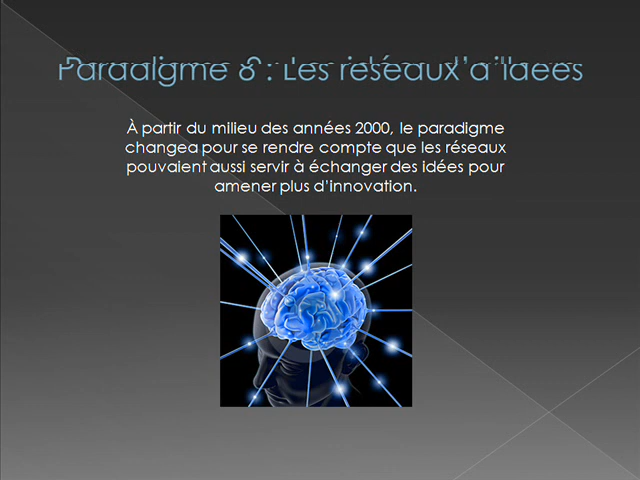 Paradigme : Les réseaux d'idées
À partir du milieu des années 2000, le paradigme
changea pour se rendre compte que les réseaux
pouvaient aussi servir à échanger des idées pour
amener plus d'innovation.